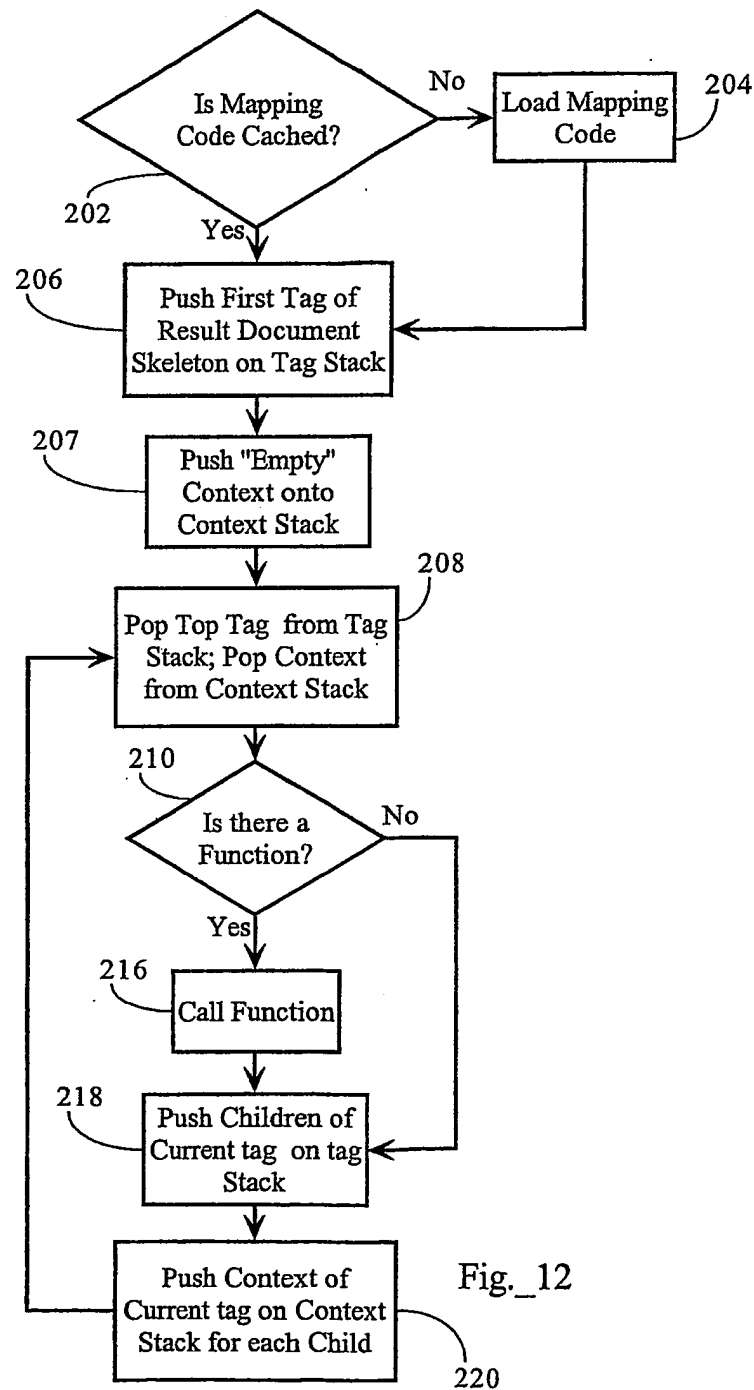 Is Mapping
Code Cached?
No
Load Mapping
Code
204
202
Yes
206
Push First Tag of
Result Document
Skeleton on Tag Stack
207
Push "Empty"
Context onto
Context Stack
208
Pop Top Tag from Tag
Stack; Pop Context
from Context Stack
210
Is there a
Function?
No
Yes
216
Call Function
218
Push Children of
Current tag on tag
Stack
Push Context of
Current tag on Context
Stack for each Child
220
Fig._12